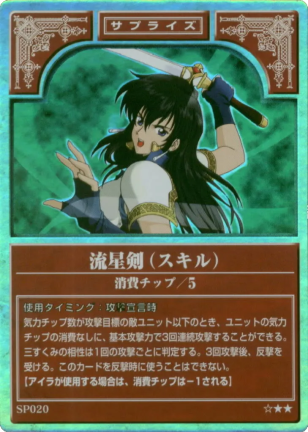 サプライズ
流星剣(スキル)
消費チップ/5
使用タイミング…攻撃宣言時
気力チップ数が攻撃目標の敵ユニット以下のとき、ユニットの気力
チップの消費なしに、基本攻撃力で3回連続攻撃することができる。
三すくみの相性は1回の攻撃ごとに判定する。3回攻撃後、反撃を
受ける。このカードを反撃時に使うことはできない。
【アイラが使用する場合は、消費チップは-1される】
SP020
☆★★